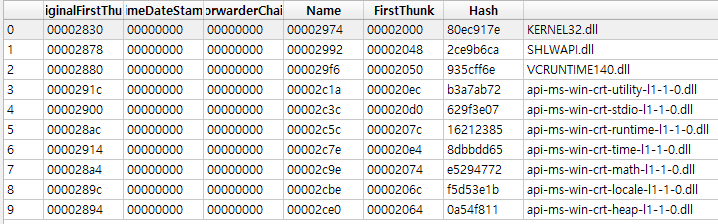 iginalFirstThu imeDateStam orwarderChai Name FirstThunk Hash
0 00002830 00000000 00000000 00002974 00002000 80ec917e KERNEL32.dll
1 00002878 00000000 00000000 00002992 00002048 2ce9b6ca SHLWAPI.dll
2 00002880 00000000 00000000 000029f6 00002050 935cff6e VCRUNTIME140.dll
3 0000291c 00000000 00000000 00002c1a 000020ec b3a7ab72 api-ms-win-crt-utility-l1-1-0.dll
4 00002900 00000000 00000000 00002c3c 000020d0 629f3e07 api-ms-win-crt-stdio-l1-1-0.dll
5 000028ac 00000000 00000000 00002c5c 0000207c 16212385 api-ms-win-crt-runtime-l1-1-0.dll
6 00002914 00000000 00000000 00002c7e 000020e4 8dbbdd65 api-ms-win-crt-time-l1-1-0.dll
7 000028a4 00000000 00000000 00002c9e 00002074 e5294772 api-ms-win-crt-math-l1-1-0.dll
8 0000289c 00000000 00000000 00002cbe 0000206c f5d53e1b api-ms-win-crt-locale-l1-1-0.dll
9 00002894 00000000 00000000 00002ce0 00002064 0a54f811 api-ms-win-crt-heap-l1-1-0.dll